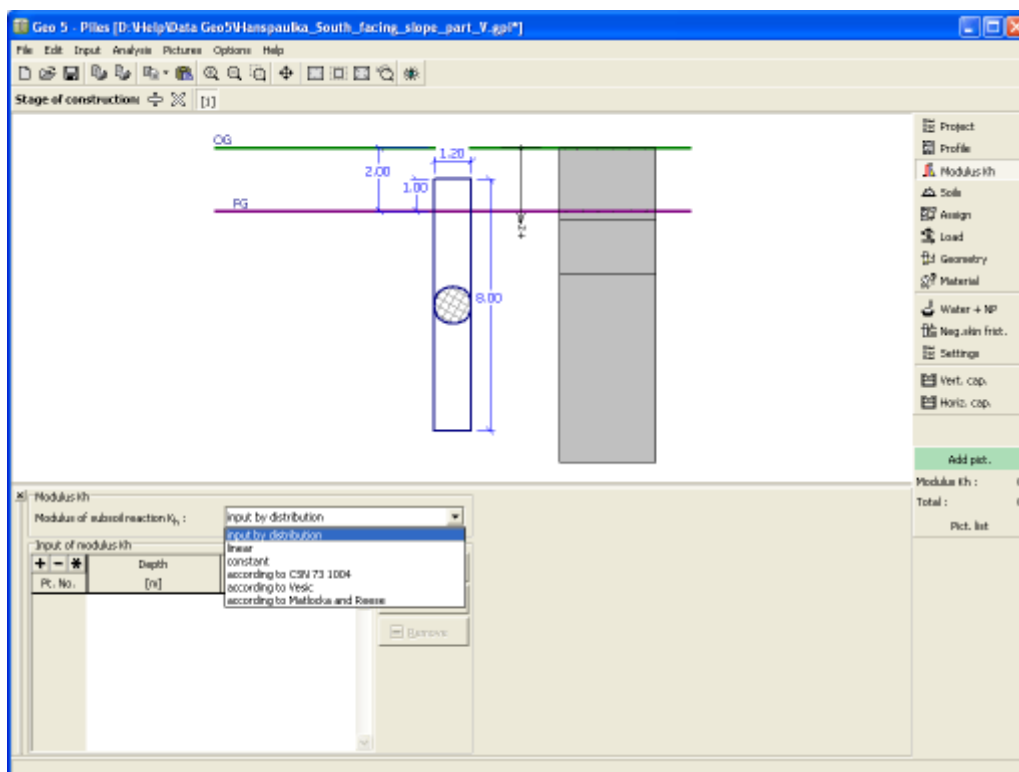 Geo 5 - Piles [D:\Help\Data Geo5\Hanspaulka_South_facing_slope_part_V.gpi*]
File Edit Input Analysis Pictures Options Help
Stage of construction: [1]
OG
1.20
2.00
1.00
FG
+z
8.00
Project
Profile
Modulus Kh
Soils
Assign
Load
Geometry
Material
Water + NP
Neg.skin frict.
Settings
Vert. cap.
Horiz. cap.
Add pict.
Modulus Kh :
Total :
Pict. list
Modulus Kh
Modulus of subsoil reaction Kh : input by distribution
input by distribution
linear
constant
according to CSN 73 1004
according to Vesic
according to Matlocka and Reese
Input of modulus Kh
+ - * Depth
Pt. No. [m]
Remove